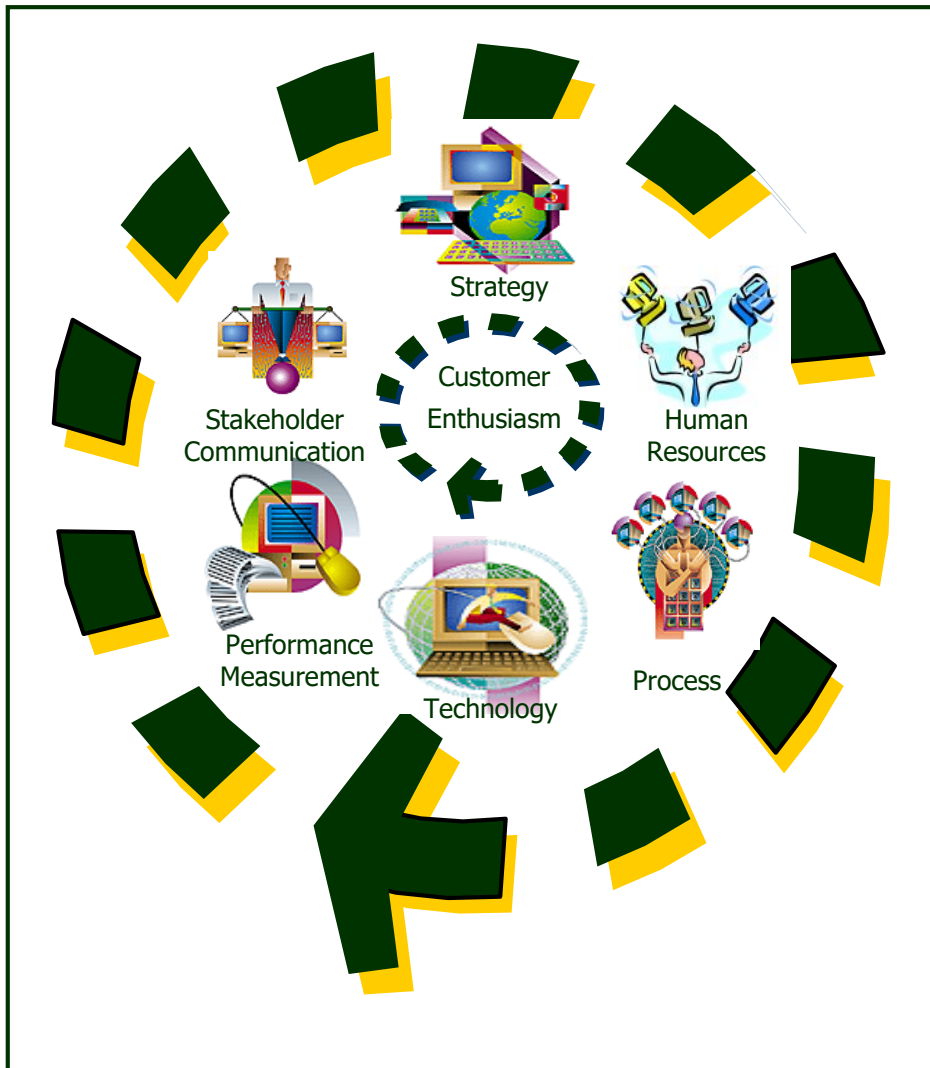 Strategy
Customer
Enthusiasm
Stakeholder
Communication
Human
Resources
Performance
Measurement
Technology
Process